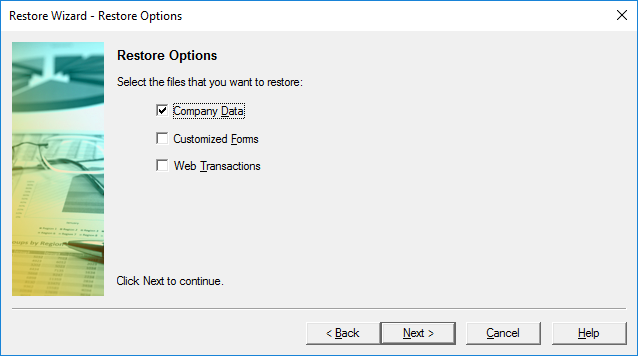 Restore Wizard - Restore Options
Restore Options
Select the files that you want to restore:
Company Data
Customized Forms
Web Transactions
Click Next to continue.
< Back Next > Cancel Help